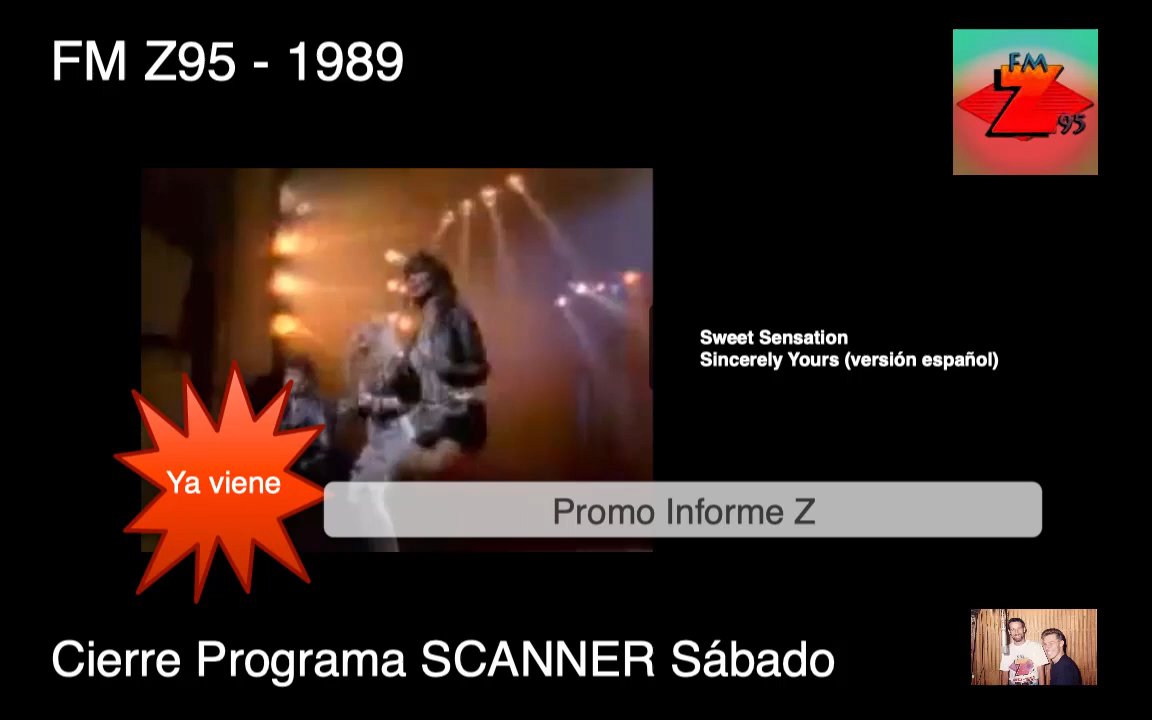 FM Z95 - 1989
FM
Z
95
Sweet Sensation
Sincerely Yours (versión español)
Ya viene
Promo Informe Z
Cierre Programa SCANNER Sábado